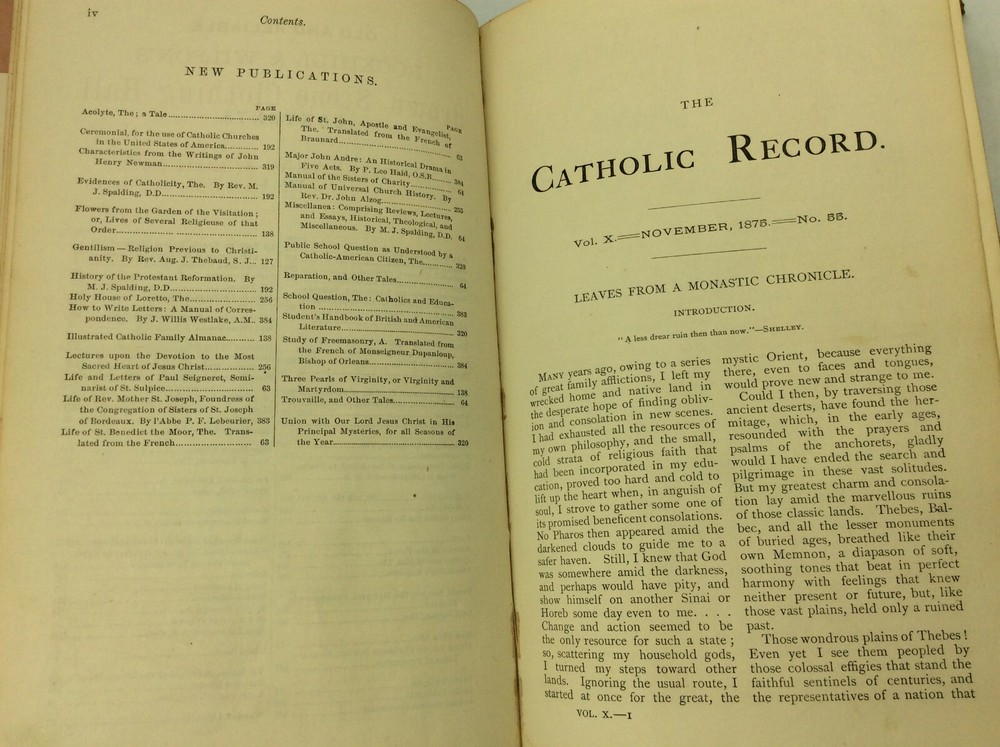 iv
Contents.
NEW PUBLICATIONS.
PAGE
Acolyte, The; a Tale.................................. 320
Ceremonial, for the use of Catholic Churches
in the United States of America............ 192
Characteristics from the Writings of John
Henry Newman.................................... 319
Evidences of Catholicity, The. By Rev. M.
J. Spalding, D.D.................................. 192
Flowers from the Garden of the Visitation;
or, Lives of Several Religieuse of that
Order.................................................. 138
Gentilism—Religion Previous to Christi-
anity. By Rev. Aug. J. Thebaud, S. J... 127
History of the Protestant Reformation. By
M. J. Spalding, D.D............................. 192
Holy House of Loretto, The....................... 256
How to Write Letters: A Manual of Corres-
pondence. By J. Willis Westlake, A.M.. 384
Illustrated Catholic Family Almanac.......... 138
Lectures upon the Devotion to the Most
Sacred Heart of Jesus Christ................ 256
Life and Letters of Paul Seigneret, Semi-
narist of St. Sulpice............................. 63
Life of Rev. Mother St. Joseph, Foundress of
the Congregation of Sisters of St. Joseph
of Bordeaux. By l'Abbe P. F. Lebeurier, 383
Life of St. Benedict the Moor, The. Trans-
lated from the French.......................... 63
PAGE
Life of St. John, Apostle and Evangelist,
The. Translated from the French of
Braunard............................................. 63
Major John Andre: An Historical Drama in
Five Acts. By P. Leo Haid, O.S.B........ 384
Manual of the Sisters of Charity................ 64
Manual of Universal Church History. By
Rev. Dr. John Alzog............................. 255
Miscellanea: Comprising Reviews, Lectures,
and Essays, Historical, Theological, and
Miscellaneous. By M. J. Spalding, D.D. 64
Public School Question as Understood by a
Catholic-American Citizen, The............ 320
Reparation, and Other Tales...................... 64
School Question, The: Catholics and Educa-
tion .................................................... 383
Student's Handbook of British and American
Literature............................................ 320
Study of Freemasonry, A. Translated from
the French of Monseigneur Dupanloup,
Bishop of Orleans................................. 384
Three Pearls of Virginity, or Virginity and
Martyrdom........................................... 138
Trouvaille, and Other Tales....................... 64
Union with Our Lord Jesus Christ in His
Principal Mysteries, for all Seasons of
the Year............................................... 320
THE
CATHOLIC RECORD.
Vol. X.═NOVEMBER, 1875.═No. 55.
LEAVES FROM A MONASTIC CHRONICLE.
INTRODUCTION.
"A less drear ruin then than now."—SHELLEY.
MANY years ago, owing to a series
of great family afflictions, I left my
wrecked home and native land in
the desperate hope of finding obliv-
ion and consolation in new scenes.
I had exhausted all the resources of
my own philosophy, and the small,
cold strata of religious faith that
had been incorporated in my edu-
cation, proved too hard and cold to
lift up the heart when, in anguish of
soul, I strove to gather some one of
its promised beneficent consolations.
No Pharos then appeared amid the
darkened clouds to guide me to a
safer haven. Still, I knew that God
was somewhere amid the darkness,
and perhaps would have pity, and
show himself on another Sinai or
Horeb some day even to me. . . .
Change and action seemed to be
the only resource for such a state;
so, scattering my household gods,
I turned my steps toward other
lands. Ignoring the usual route, I
started at once for the great, the
mystic Orient, because everything
there, even to faces and tongues,
would prove new and strange to me.
Could I then, by traversing those
ancient deserts, have found the her-
mitage, which, in the early ages,
resounded with the prayers and
psalms of the anchorets, gladly
would I have ended the search and
pilgrimage in these vast solitudes.
But my greatest charm and consola-
tion lay amid the marvellous ruins
of those classic lands. Thebes, Bal-
bec, and all the lesser monuments
of buried ages, breathed like their
own Memnon, a diapason of soft,
soothing tones that beat in perfect
harmony with feelings that knew
neither present or future, but, like
those vast plains, held only a ruined
past.
Those wondrous plains of Thebes!
Even yet I see them peopled by
those colossal effigies that stand the
faithful sentinels of centuries, and
the representatives of a nation that
VOL. X.—1